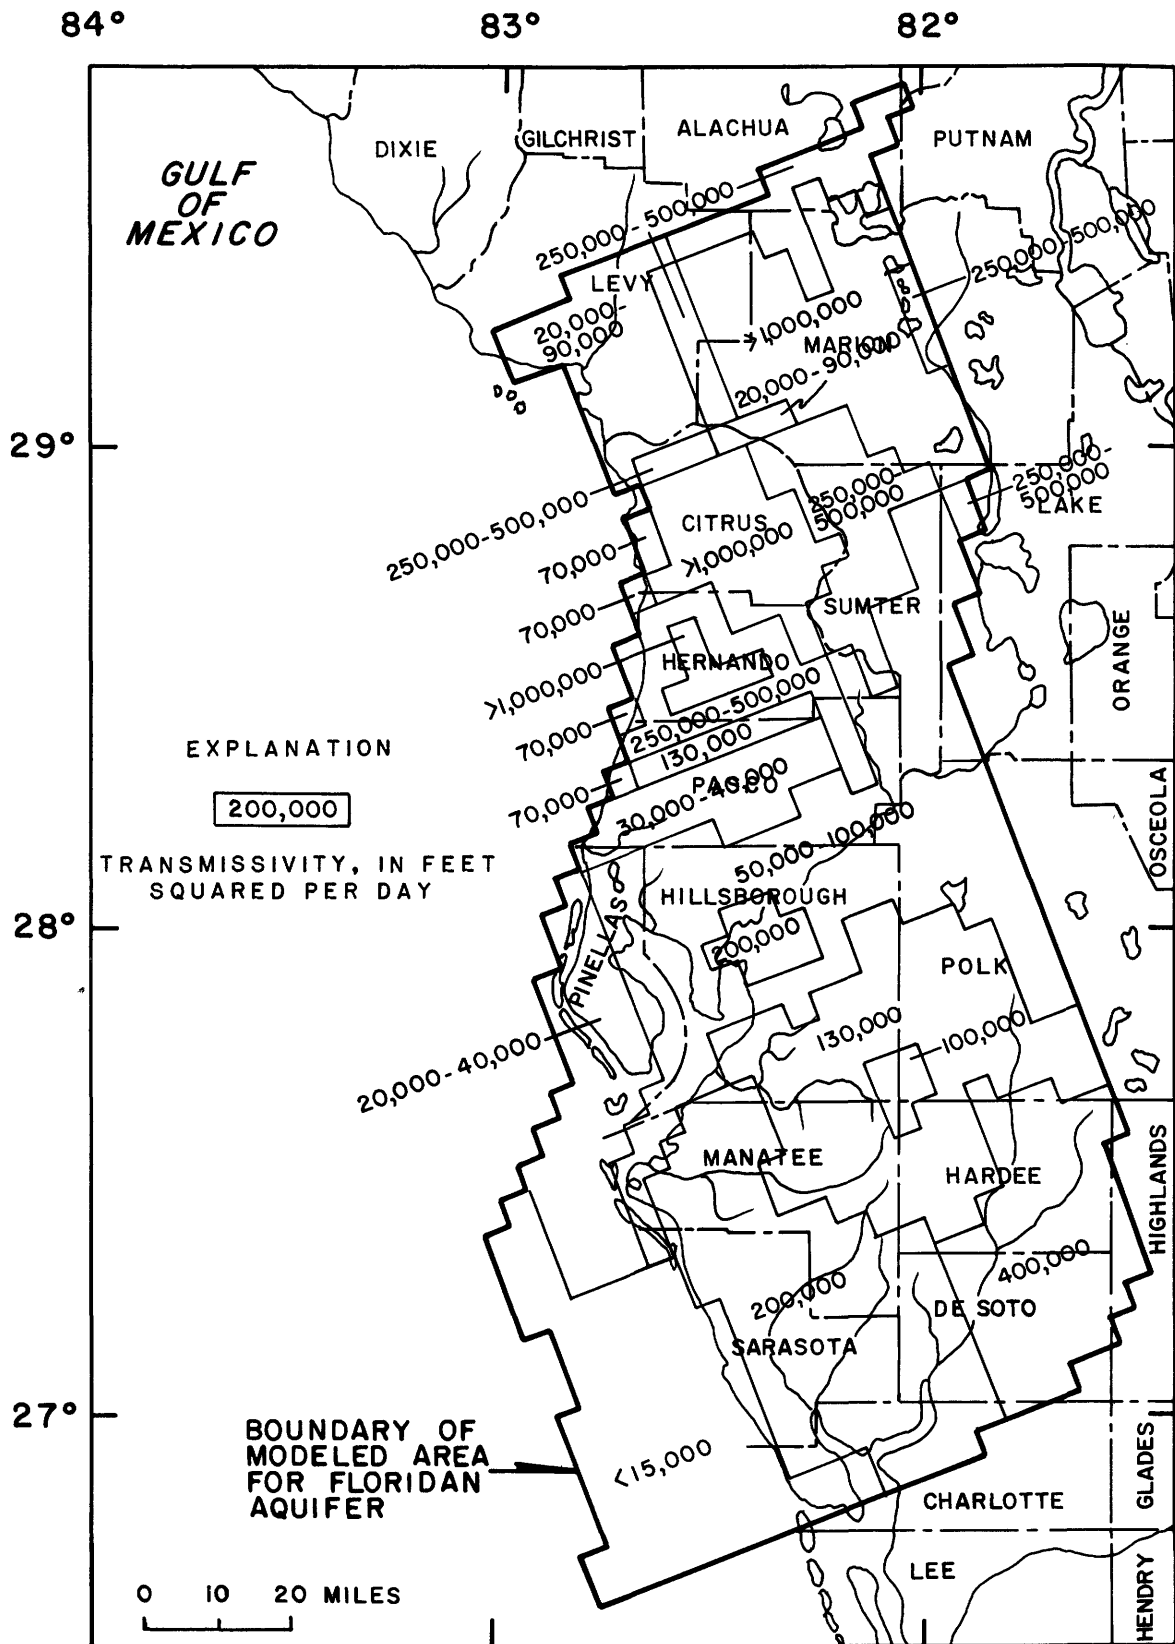 84°
83°
82°
DIXIE
GILCHRIST
ALACHUA
PUTNAM
GULF
OF
MEXICO
250,000-500,000
250,000-500,000
LEVY
20,000-
90,000
>1,000,000
MARION
20,000-90,000
29°
250,000-500,000
CITRUS
250,000-
500,000
250,000-
500,000
LAKE
70,000
>1,000,000
70,000
SUMTER
ORANGE
HERNANDO
>1,000,000
250,000-500,000
70,000
130,000
EXPLANATION
200,000
TRANSMISSIVITY, IN FEET
SQUARED PER DAY
PASCO
70,000
30,000-40,000
OSCEOLA
50,000-100,000
HILLSBOROUGH
28°
PINELLAS
200,000
POLK
130,000
100,000
20,000-40,000
MANATEE
HARDEE
HIGHLANDS
400,000
200,000
DE SOTO
SARASOTA
27°
BOUNDARY OF
MODELED AREA
FOR FLORIDAN
AQUIFER
<15,000
GLADES
CHARLOTTE
LEE
HENDRY
0 10 20 MILES